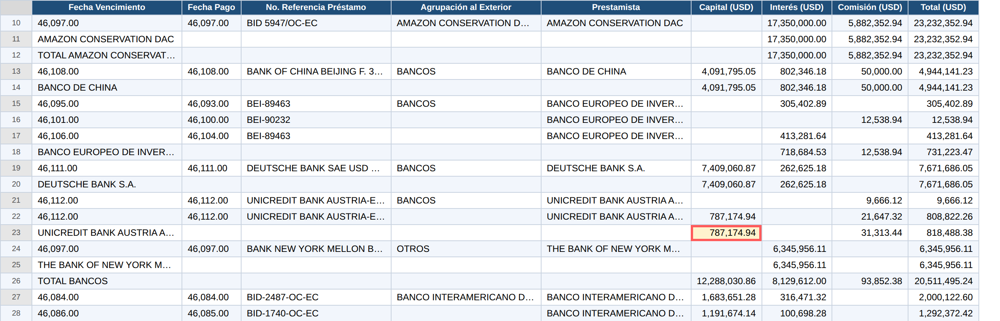 Fecha Vencimiento Fecha Pago No. Referencia Préstamo Agrupación al Exterior Prestamista Capital (USD) Interés (USD) Comisión (USD) Total (USD)
10 46,097.00 46,097.00 BID 5947/OC-EC AMAZON CONSERVATION D… AMAZON CONSERVATION DAC 17,350,000.00 5,882,352.94 23,232,352.94
11 AMAZON CONSERVATION DAC 17,350,000.00 5,882,352.94 23,232,352.94
12 TOTAL AMAZON CONSERVAT… 17,350,000.00 5,882,352.94 23,232,352.94
13 46,108.00 46,108.00 BANK OF CHINA BEIJING F. 3… BANCOS BANCO DE CHINA 4,091,795.05 802,346.18 50,000.00 4,944,141.23
14 BANCO DE CHINA 4,091,795.05 802,346.18 50,000.00 4,944,141.23
15 46,095.00 46,093.00 BEI-89463 BANCOS BANCO EUROPEO DE INVER… 305,402.89 305,402.89
16 46,101.00 46,100.00 BEI-90232 BANCO EUROPEO DE INVER… 12,538.94 12,538.94
17 46,106.00 46,104.00 BEI-89463 BANCO EUROPEO DE INVER… 413,281.64 413,281.64
18 BANCO EUROPEO DE INVER… 718,684.53 12,538.94 731,223.47
19 46,111.00 46,111.00 DEUTSCHE BANK SAE USD … BANCOS DEUTSCHE BANK S.A. 7,409,060.87 262,625.18 7,671,686.05
20 DEUTSCHE BANK S.A. 7,409,060.87 262,625.18 7,671,686.05
21 46,112.00 46,112.00 UNICREDIT BANK AUSTRIA-E… BANCOS UNICREDIT BANK AUSTRIA A… 9,666.12 9,666.12
22 46,112.00 46,112.00 UNICREDIT BANK AUSTRIA-E… UNICREDIT BANK AUSTRIA A… 787,174.94 21,647.32 808,822.26
23 UNICREDIT BANK AUSTRIA A… 787,174.94 31,313.44 818,488.38
24 46,097.00 46,097.00 BANK NEW YORK MELLON B… OTROS THE BANK OF NEW YORK M… 6,345,956.11 6,345,956.11
25 THE BANK OF NEW YORK M… 6,345,956.11 6,345,956.11
26 TOTAL BANCOS 12,288,030.86 8,129,612.00 93,852.38 20,511,495.24
27 46,084.00 46,084.00 BID-2487-OC-EC BANCO INTERAMERICANO D… BANCO INTERAMERICANO D… 1,683,651.28 316,471.32 2,000,122.60
28 46,086.00 46,085.00 BID-1740-OC-EC BANCO INTERAMERICANO D… 1,191,674.14 100,698.28 1,292,372.42